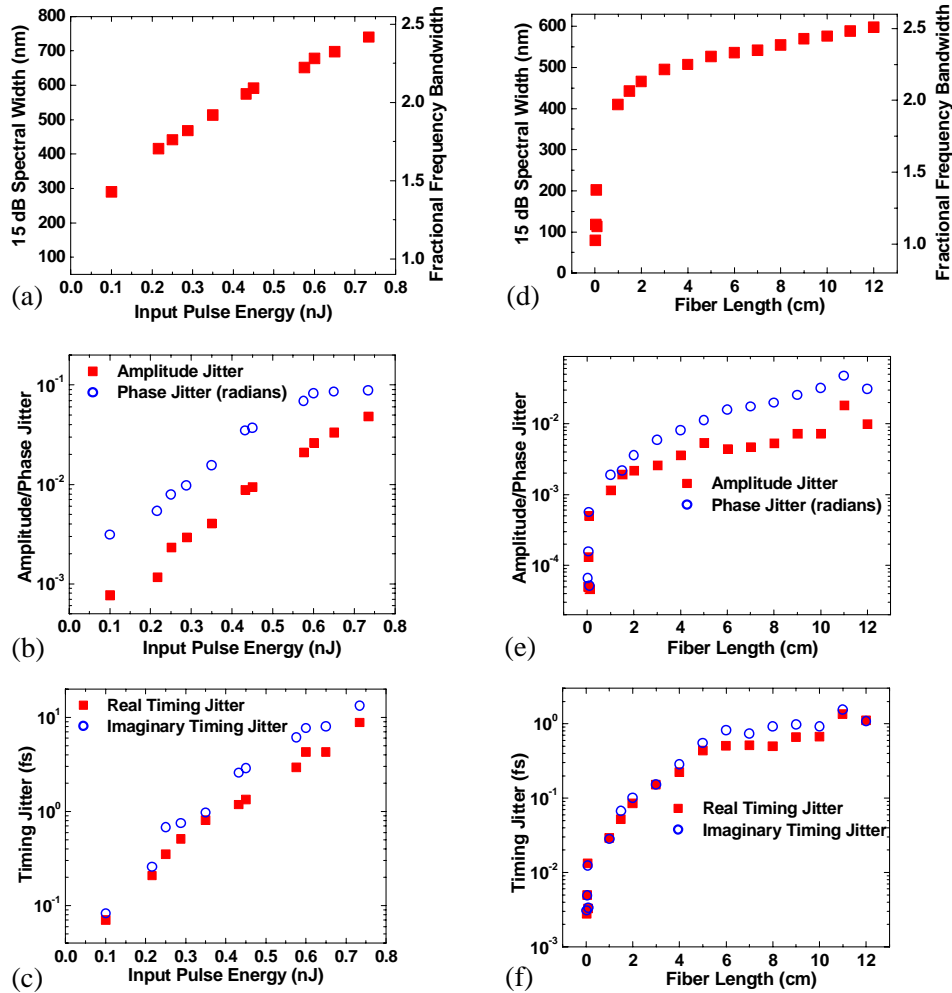 800
700
600
500
400
300
200
100
15 dB Spectral Width (nm)
2.5
2.0
1.5
1.0
Fractional Frequency Bandwidth
0.0 0.1 0.2 0.3 0.4 0.5 0.6 0.7 0.8
Input Pulse Energy (nJ)
(a)
600
500
400
300
200
100
0
15 dB Spectral Width (nm)
2.5
2.0
1.5
1.0
Fractional Frequency Bandwidth
0 2 4 6 8 10 12
Fiber Length (cm)
(d)
Amplitude Jitter
Phase Jitter (radians)
10-1
10-2
10-3
Amplitude/Phase Jitter
0.0 0.1 0.2 0.3 0.4 0.5 0.6 0.7 0.8
Input Pulse Energy (nJ)
(b)
10-2
10-3
10-4
Amplitude/Phase Jitter
Amplitude Jitter
Phase Jitter (radians)
0 2 4 6 8 10 12
Fiber Length (cm)
(e)
Real Timing Jitter
Imaginary Timing Jitter
101
100
10-1
Timing Jitter (fs)
0.0 0.1 0.2 0.3 0.4 0.5 0.6 0.7 0.8
Input Pulse Energy (nJ)
(c)
100
10-1
10-2
10-3
Timing Jitter (fs)
Real Timing Jitter
Imaginary Timing Jitter
0 2 4 6 8 10 12
Fiber Length (cm)
(f)